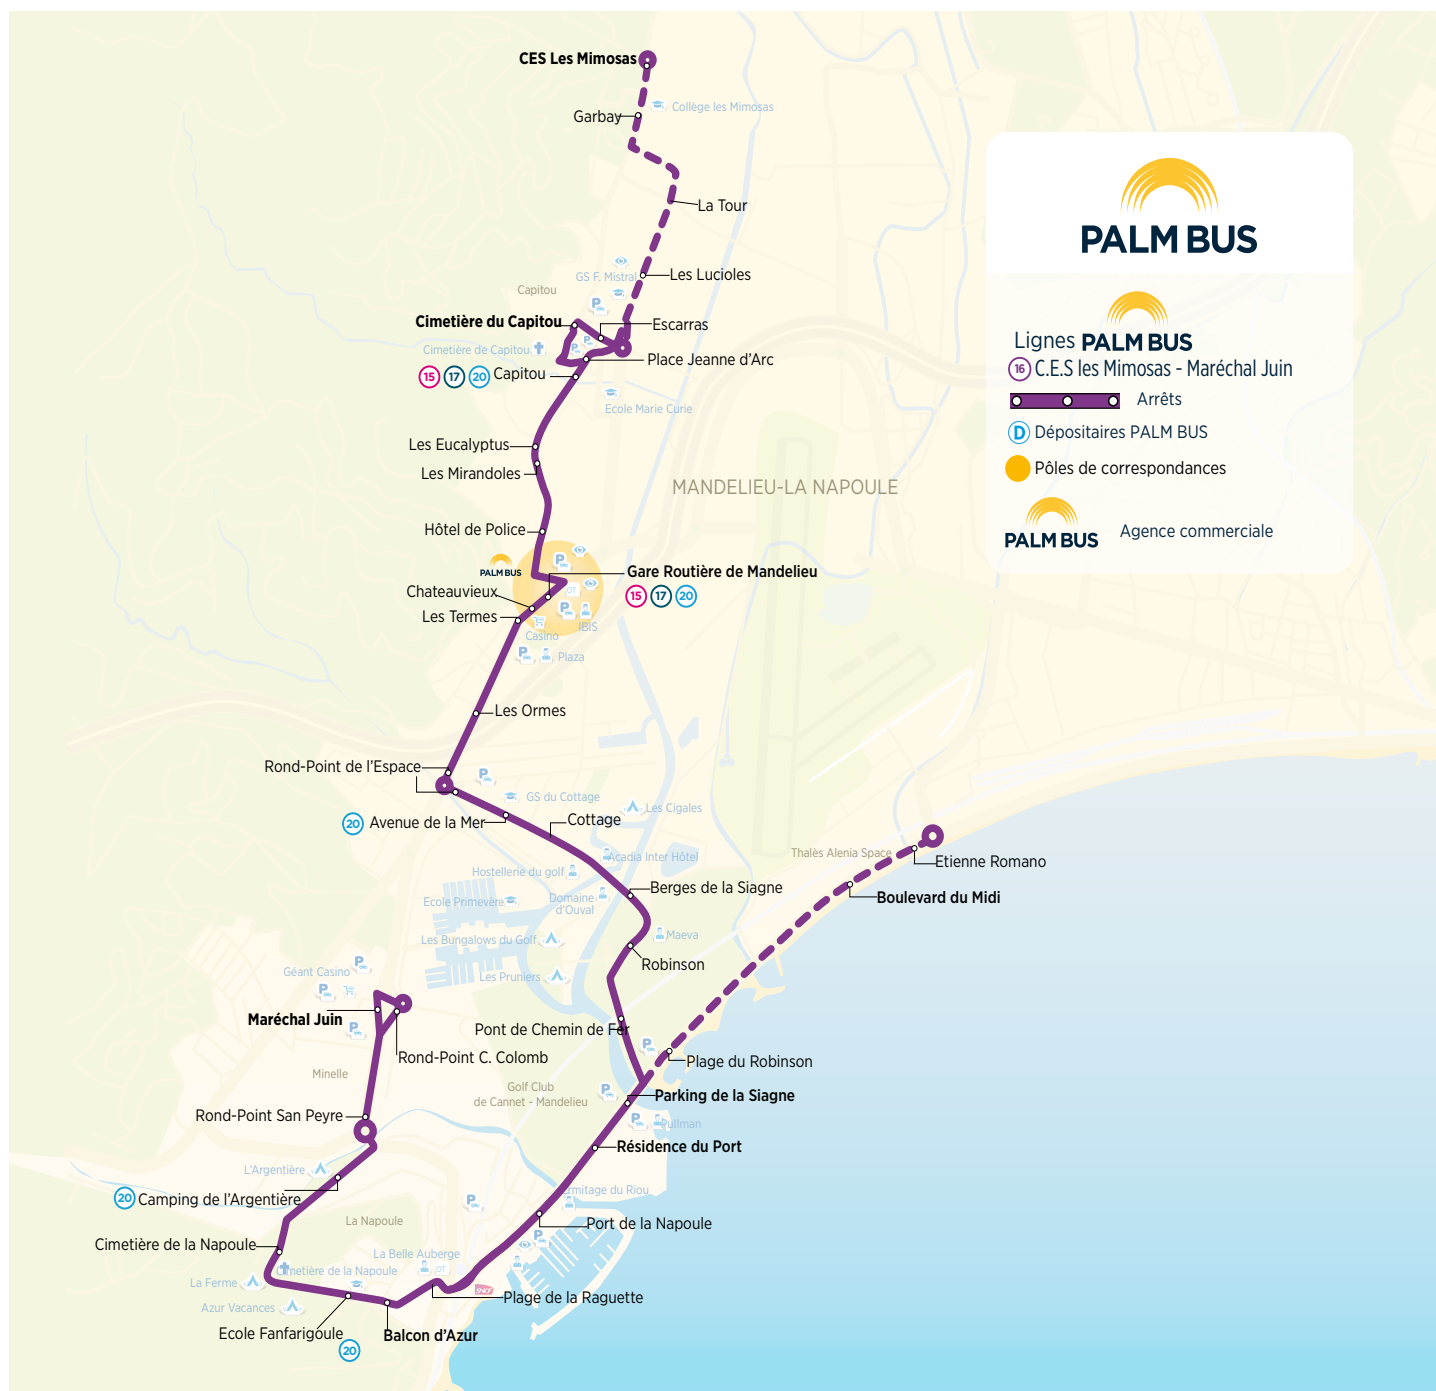 CES Les Mimosas
Collège les Mimosas
Garbay
La Tour
GS F. Mistral
Les Lucioles
Capitou
Cimetière du Capitou
Escarras
Cimetière de Capitou
Place Jeanne d'Arc
15 17 20 Capitou
Ecole Marie Curie
Les Eucalyptus
Les Mirandoles
MANDELIEU-LA NAPOULE
Hôtel de Police
PALM BUS
Gare Routière de Mandelieu
15 17 20
Chateauvieux
OT
Les Termes
IBIS
Casino
Plaza
Les Ormes
Rond-Point de l'Espace
GS du Cottage
Les Cigales
20 Avenue de la Mer
Cottage
Acadia Inter Hôtel
Thalès Alenia Space
Etienne Romano
Hostellerie du golf
Berges de la Siagne
Boulevard du Midi
Ecole Primevère
Domaine
d'Ouval
Les Bungalows du Golf
Maeva
Robinson
Géant Casino
Les Pruniers
Maréchal Juin
Pont de Chemin de Fer
Rond-Point C. Colomb
Plage du Robinson
Minelle
Golf Club
de Cannet - Mandelieu
Parking de la Siagne
Rond-Point San Peyre
Pullman
Résidence du Port
L'Argentière
Ermitage du Riou
20 Camping de l'Argentière
La Napoule
Port de la Napoule
Cimetière de la Napoule
La Belle Auberge
Cimetière de la Napoule
OT
La Ferme
SNCF
Plage de la Raguette
Azur Vacances
Ecole Fanfarigoule
Balcon d'Azur
20
PALM BUS
Lignes PALM BUS
16 C.E.S les Mimosas - Maréchal Juin
Arrêts
D Dépositaires PALM BUS
Pôles de correspondances
PALM BUS Agence commerciale